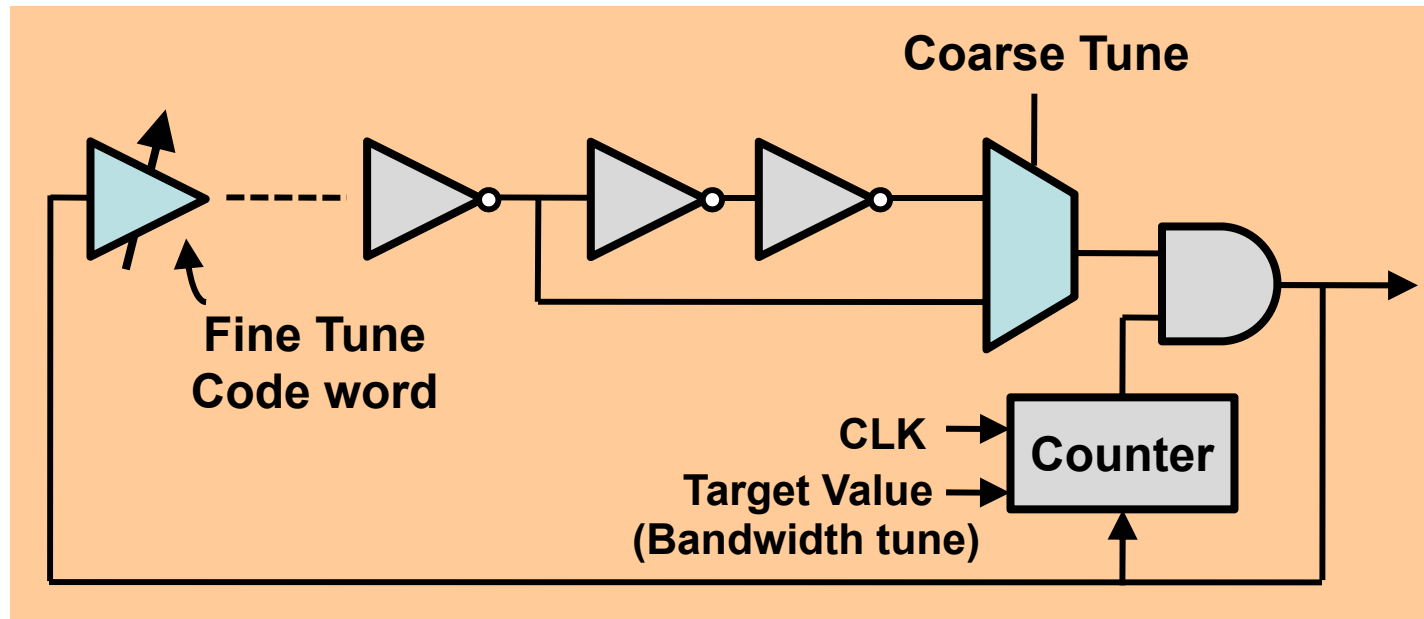 Coarse Tune
Fine Tune
Code word
CLK
Counter
Target Value
(Bandwidth tune)